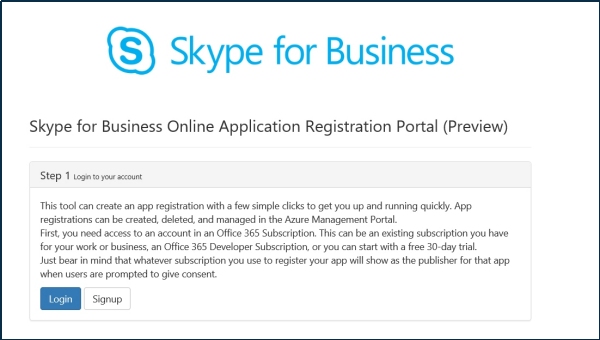 S Skype for Business
Skype for Business Online Application Registration Portal (Preview)
Step 1 Login to your account
This tool can create an app registration with a few simple clicks to get you up and running quickly. App
registrations can be created, deleted, and managed in the Azure Management Portal.
First, you need access to an account in an Office 365 Subscription. This can be an existing subscription you have
for your work or business, an Office 365 Developer Subscription, or you can start with a free 30-day trial.
Just bear in mind that whatever subscription you use to register your app will show as the publisher for that app
when users are prompted to give consent.
Login Signup